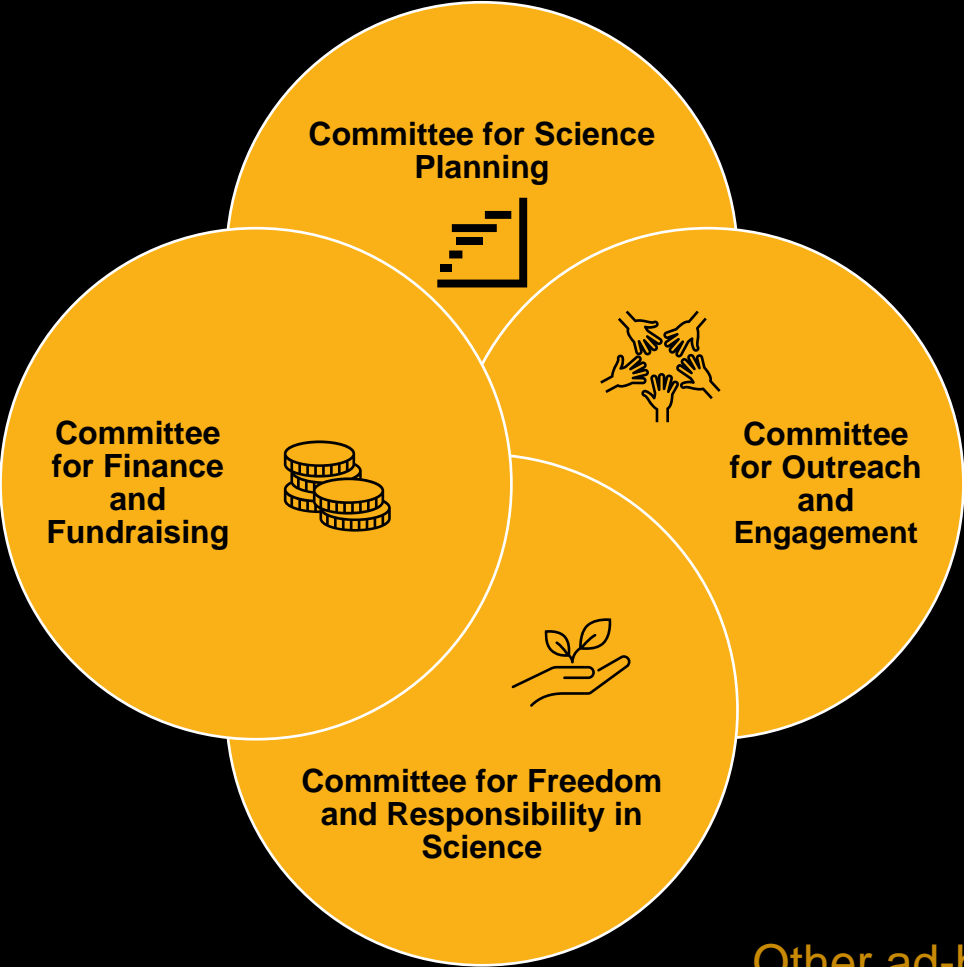 Committee for Science
Planning
Committee
for Finance
and
Fundraising
Committee
for Outreach
and
Engagement
Committee for Freedom
and Responsibility in
Science
Other